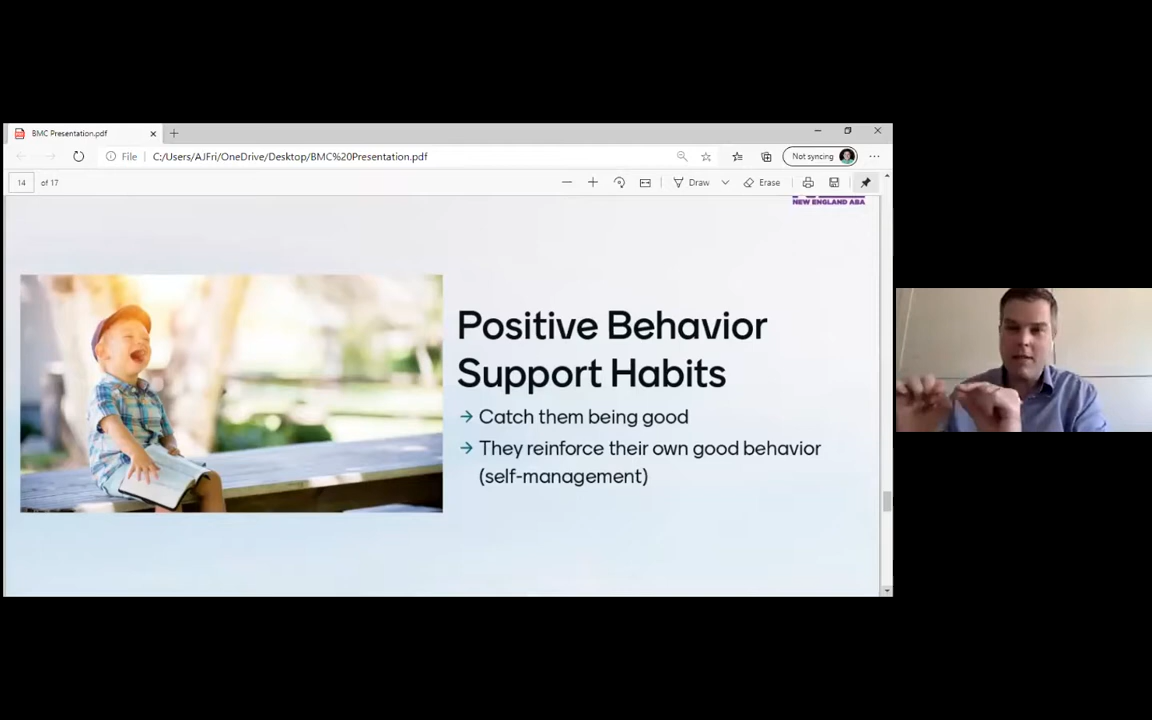 BMC Presentation.pdf
File C:/Users/AJFri/OneDrive/Desktop/BMC%20Presentation.pdf Not syncing
14 of 17 Draw Erase
NEW ENGLAND ABA
Positive Behavior
Support Habits
→ Catch them being good
→ They reinforce their own good behavior
(self-management)